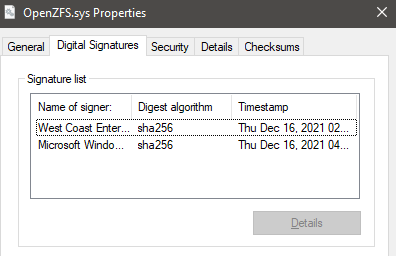 OpenZFS.sys Properties
General Digital Signatures Security Details Checksums
Signature list
Name of signer: Digest algorithm Timestamp
West Coast Enter... sha256 Thu Dec 16, 2021 02...
Microsoft Windo... sha256 Thu Dec 16, 2021 04...
Details